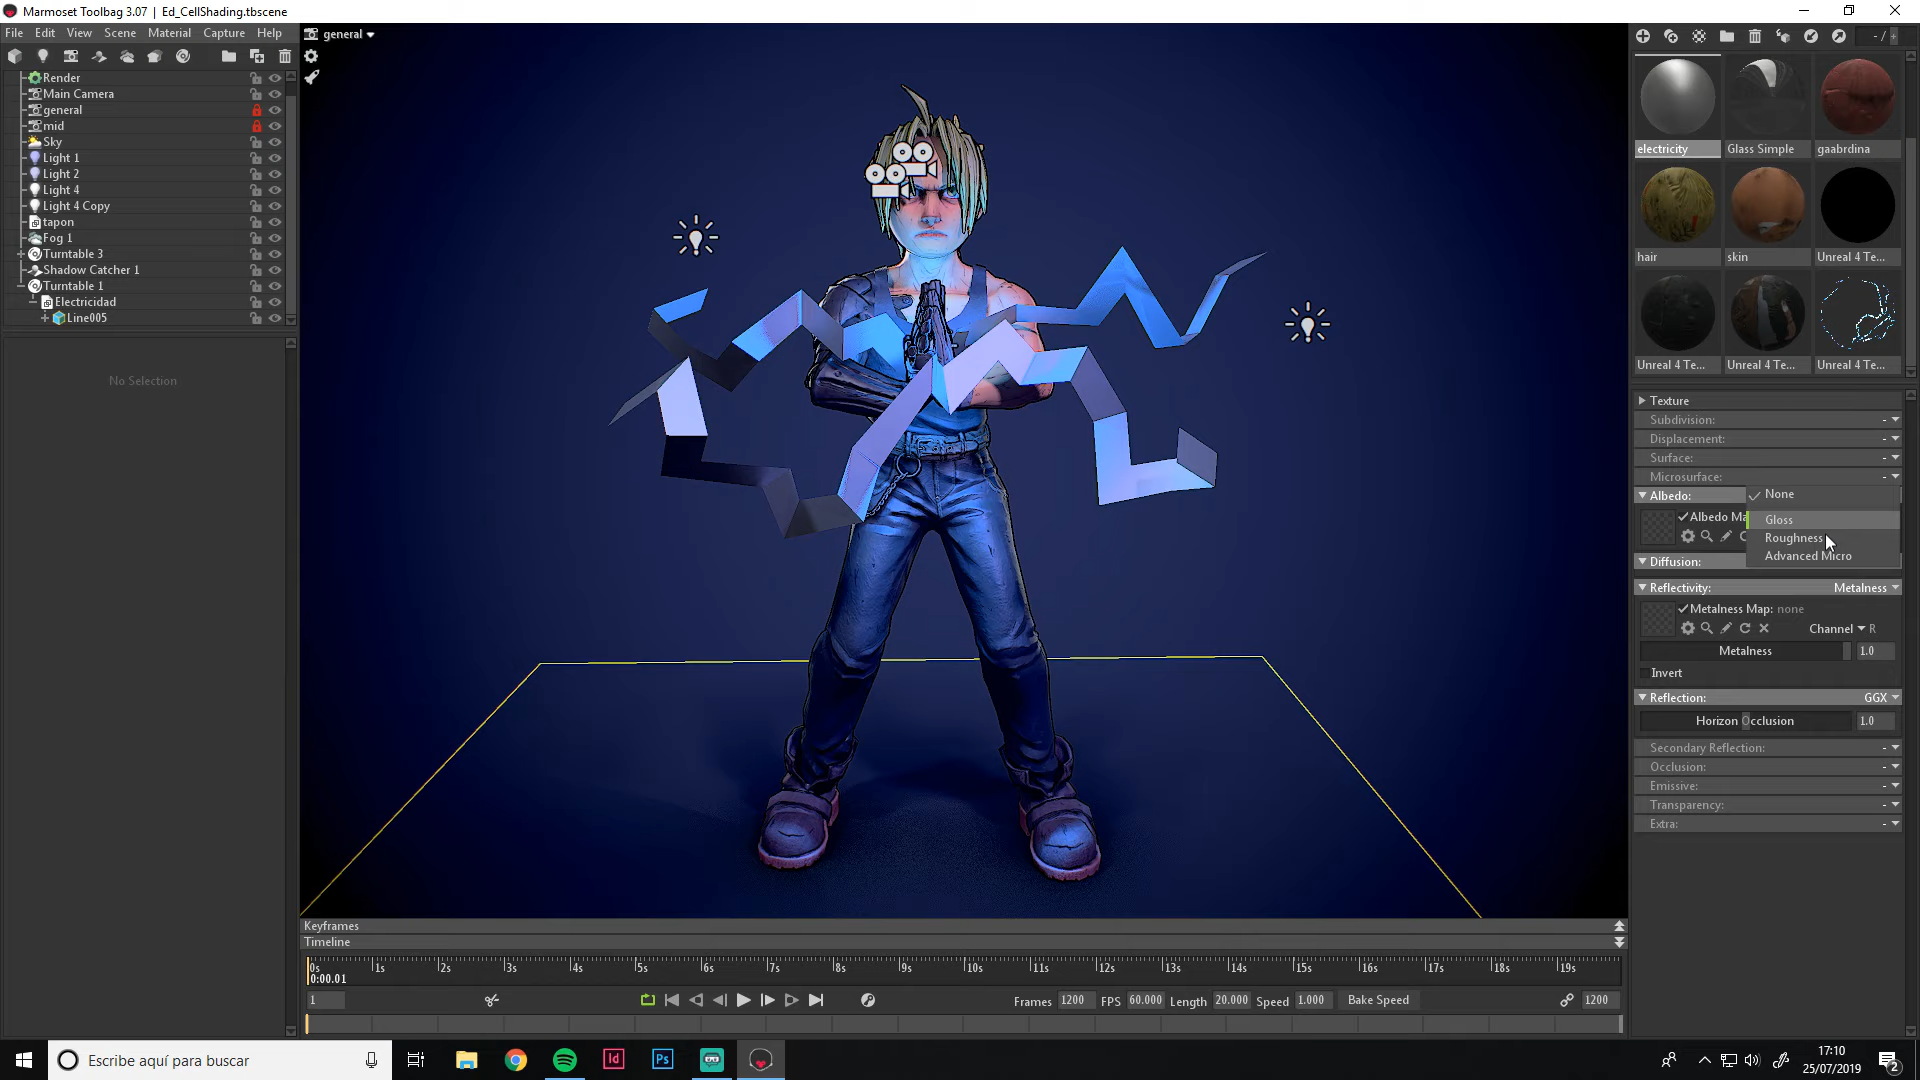 Marmoset Toolbag 3.07 | Ed_CellShading.tbscene
File Edit View Scene Material Capture Help
general
Render
Main Camera
general
mid
Sky
Light 1
Light 2
Light 4
Light 4 Copy
tapon
Fog 1
Turntable 3
Shadow Catcher 1
Turntable 1
Electricidad
Line005
No Selection
- / +
electricity Glass Simple gaabrdina
hair skin Unreal 4 Te...
Unreal 4 Te... Unreal 4 Te... Unreal 4 Te...
Texture
Subdivision: -
Displacement: -
Surface: -
Microsurface: -
Albedo:
None
Albedo Ma
Gloss
Roughness
Advanced Micro
Diffusion:
Reflectivity: Metalness
Metalness Map: none
Channel R
Metalness 1.0
Invert
Reflection: GGX
Horizon Occlusion 1.0
Secondary Reflection: -
Occlusion: -
Emissive: -
Transparency: -
Extra: -
Keyframes
Timeline
0s 1s 2s 3s 4s 5s 6s 7s 8s 9s 10s 11s 12s 13s 14s 15s 16s 17s 18s 19s
0:00.01
1 Frames 1200 FPS 60.000 Length 20.000 Speed 1.000 Bake Speed 1200
Escribe aquí para buscar
Id
Ps
17:10
25/07/2019
2